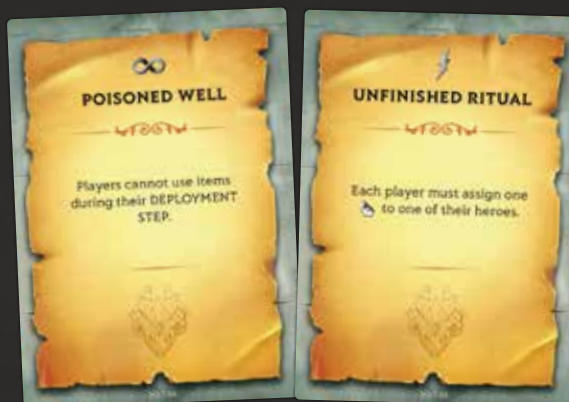 POISONED WELL
Players cannot use items
during their DEPLOYMENT
STEP.
UNFINISHED RITUAL
Each player must assign one
to one of their heroes.